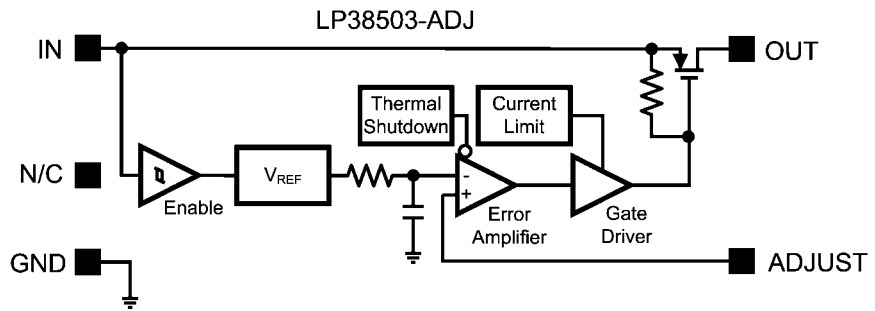 LP38503-ADJ
IN
OUT
Thermal
Shutdown
Current
Limit
N/C
VREF
-
+
Enable
Error
Amplifier
Gate
Driver
GND
ADJUST